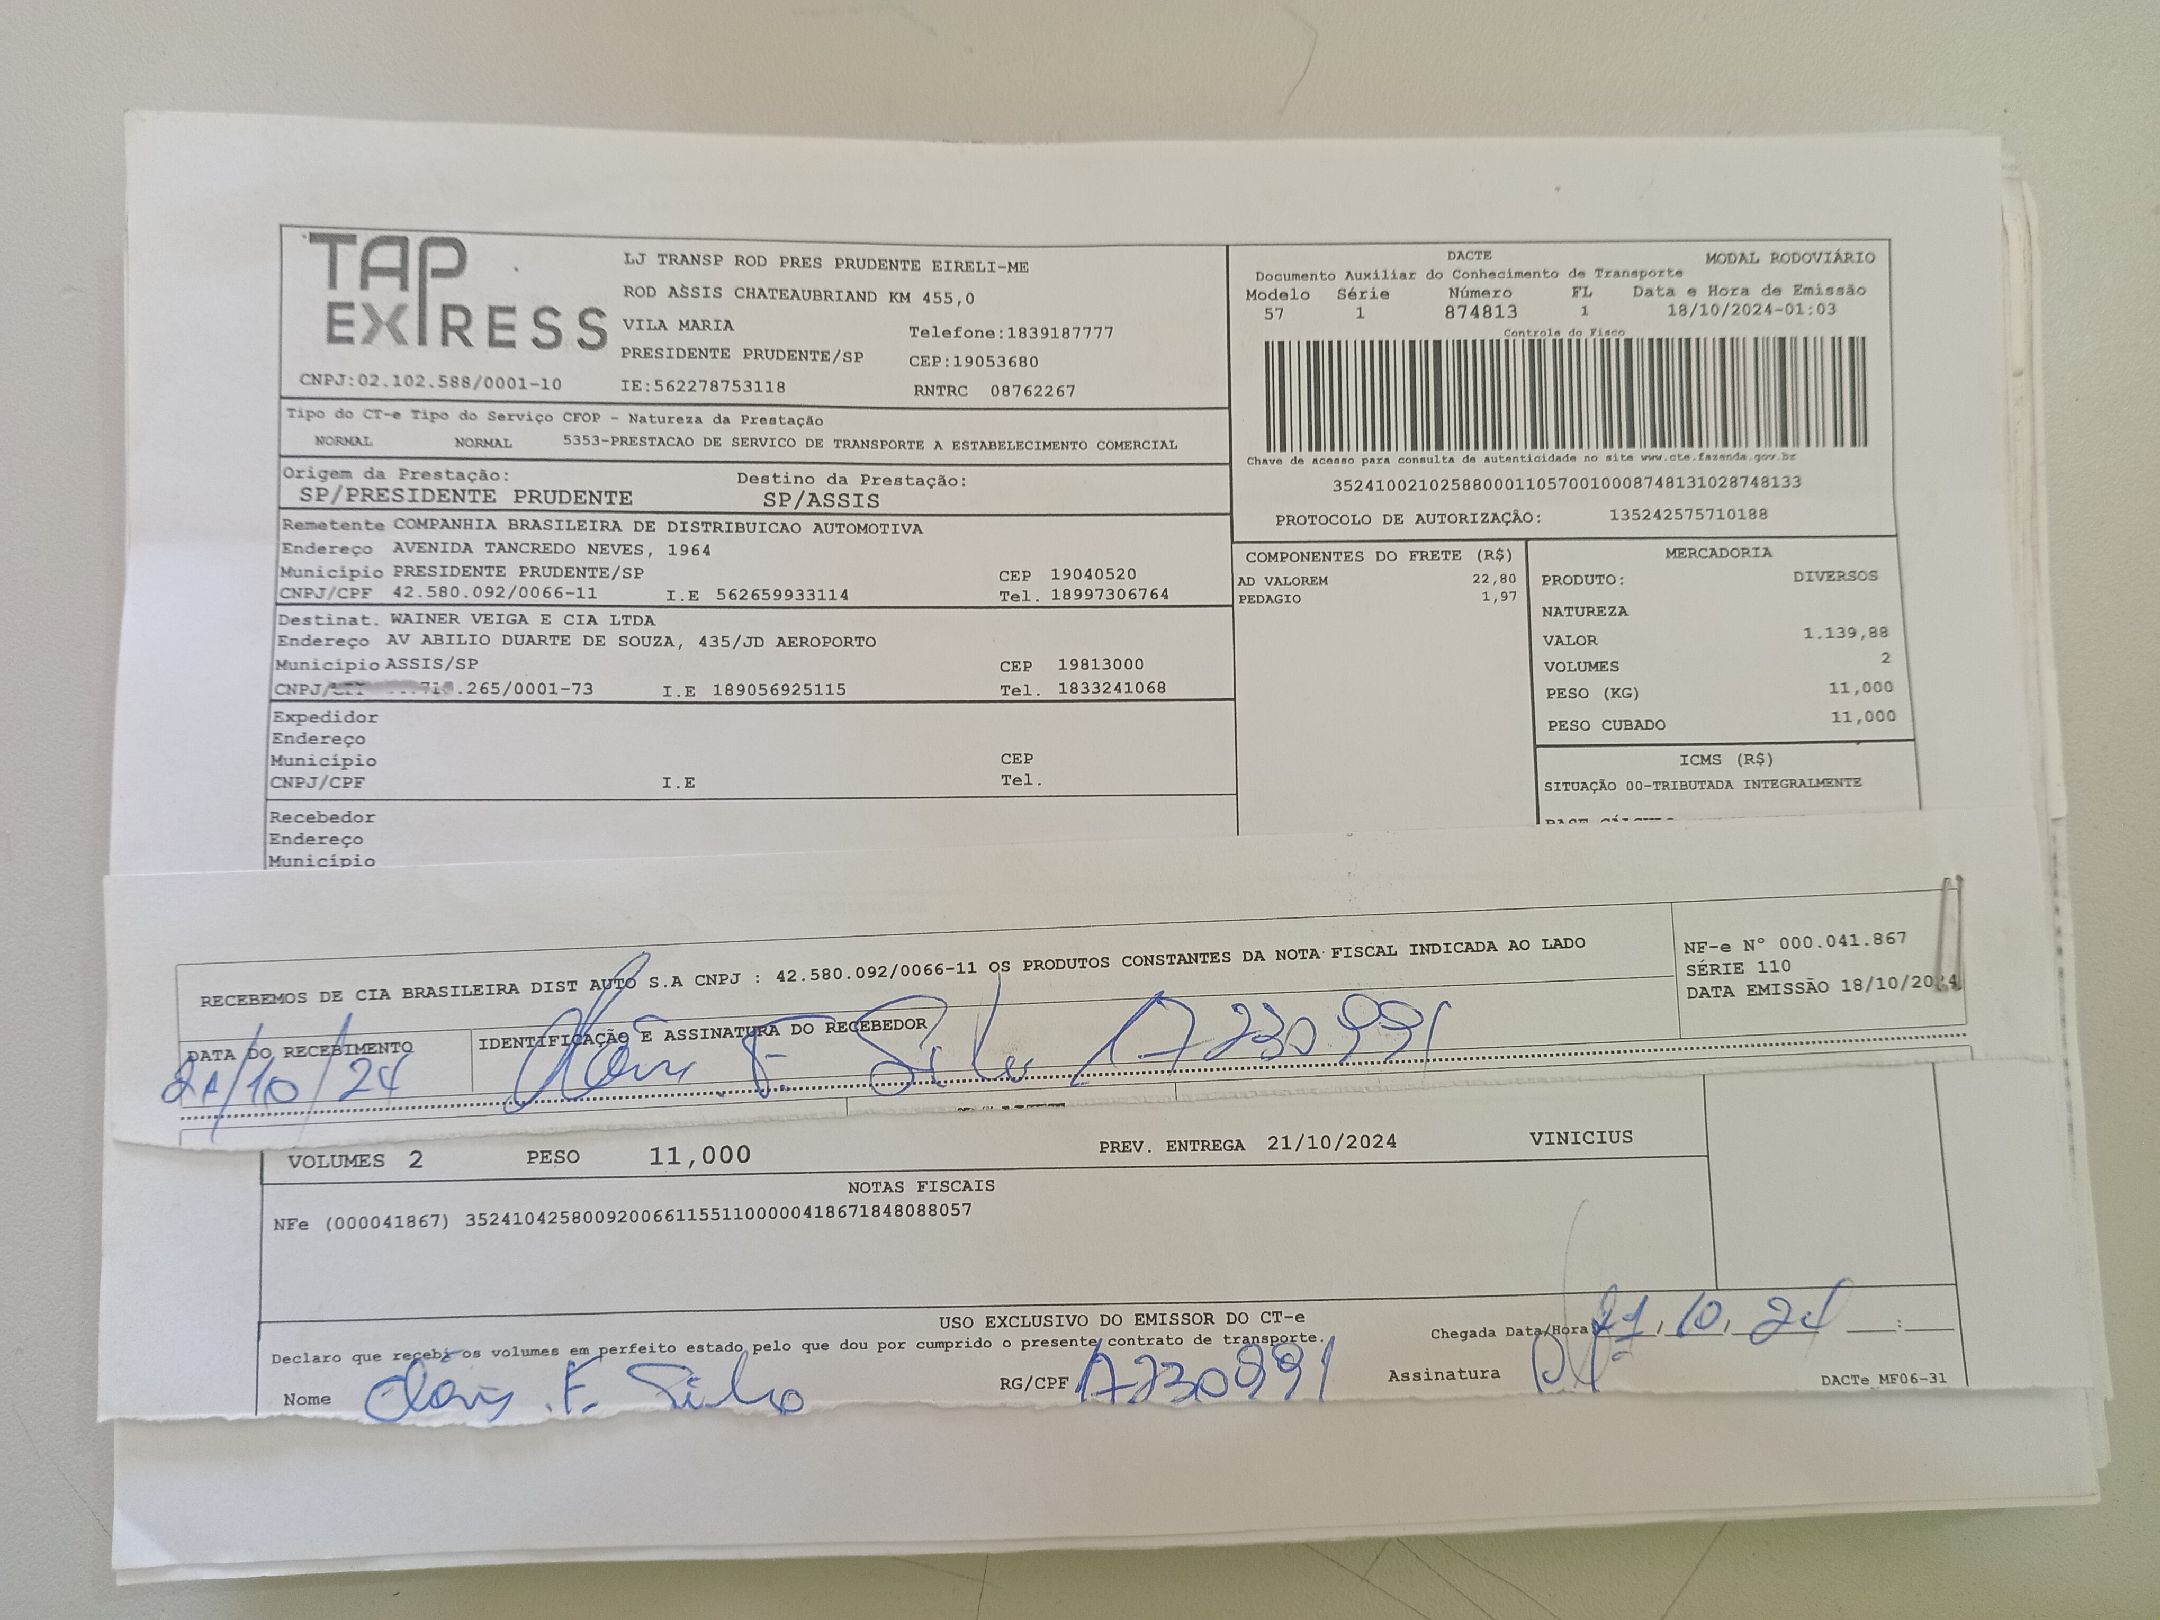 TAP
EXPRESS
LJ TRANSP ROD PRES PRUDENTE EIRELI-ME
ROD ASSIS CHATEAUBRIAND KM 455,0
VILA MARIA Telefone:1839187777
PRESIDENTE PRUDENTE/SP CEP:19053680
CNPJ:02.102.588/0001-10 IE:562278753118 RNTRC 08762267
DACTE MODAL RODOVIÁRIO
Documento Auxiliar do Conhecimento de Transporte
Modelo Série Número FL Data e Hora de Emissão
57 1 874813 1 18/10/2024-01:03
Controle do Fisco
Chave de acesso para consulta de autenticidade no site www.cte.fazenda.gov.br
35241002102588000110570010008748131028748133
PROTOCOLO DE AUTORIZAÇÃO: 135242575710188
Tipo do CT-e Tipo do Serviço CFOP - Natureza da Prestação
NORMAL NORMAL 5353-PRESTACAO DE SERVICO DE TRANSPORTE A ESTABELECIMENTO COMERCIAL
Origem da Prestação: Destino da Prestação:
SP/PRESIDENTE PRUDENTE SP/ASSIS
Remetente COMPANHIA BRASILEIRA DE DISTRIBUICAO AUTOMOTIVA
Endereço AVENIDA TANCREDO NEVES, 1964
Município PRESIDENTE PRUDENTE/SP CEP 19040520
CNPJ/CPF 42.580.092/0066-11 I.E 562659933114 Tel. 18997306764
Destinat. WAINER VEIGA E CIA LTDA
Endereço AV ABILIO DUARTE DE SOUZA, 435/JD AEROPORTO
Município ASSIS/SP CEP 19813000
CNPJ/ .265/0001-73 I.E 189056925115 Tel. 1833241068
Expedidor
Endereço
Município CEP
CNPJ/CPF I.E Tel.
Recebedor
Endereço
Município
COMPONENTES DO FRETE (R$)
AD VALOREM 22,80
PEDAGIO 1,97
MERCADORIA
PRODUTO: DIVERSOS
NATUREZA
VALOR 1.139,88
VOLUMES 2
PESO (KG) 11,000
PESO CUBADO 11,000
ICMS (R$)
SITUAÇÃO 00-TRIBUTADA INTEGRALMENTE
RECEBEMOS DE CIA BRASILEIRA DIST AUTO S.A CNPJ : 42.580.092/0066-11 OS PRODUTOS CONSTANTES DA NOTA FISCAL INDICADA AO LADO
NF-e N° 000.041.867
SÉRIE 110
DATA EMISSÃO 18/10/2024
DATA DO RECEBIMENTO IDENTIFICAÇÃO E ASSINATURA DO RECEBEDOR
21/10/24 F. Silva 17230991
VOLUMES 2 PESO 11,000 PREV. ENTREGA 21/10/2024 VINICIUS
NOTAS FISCAIS
NFe (000041867) 35241042580092006611551100000418671848088057
USO EXCLUSIVO DO EMISSOR DO CT-e
Declaro que recebi os volumes em perfeito estado pelo que dou por cumprido o presente contrato de transporte.
Chegada Data/Hora 21, 10, 24 :
Nome F. Silva RG/CPF 17230991 Assinatura
DACTe MF06-31